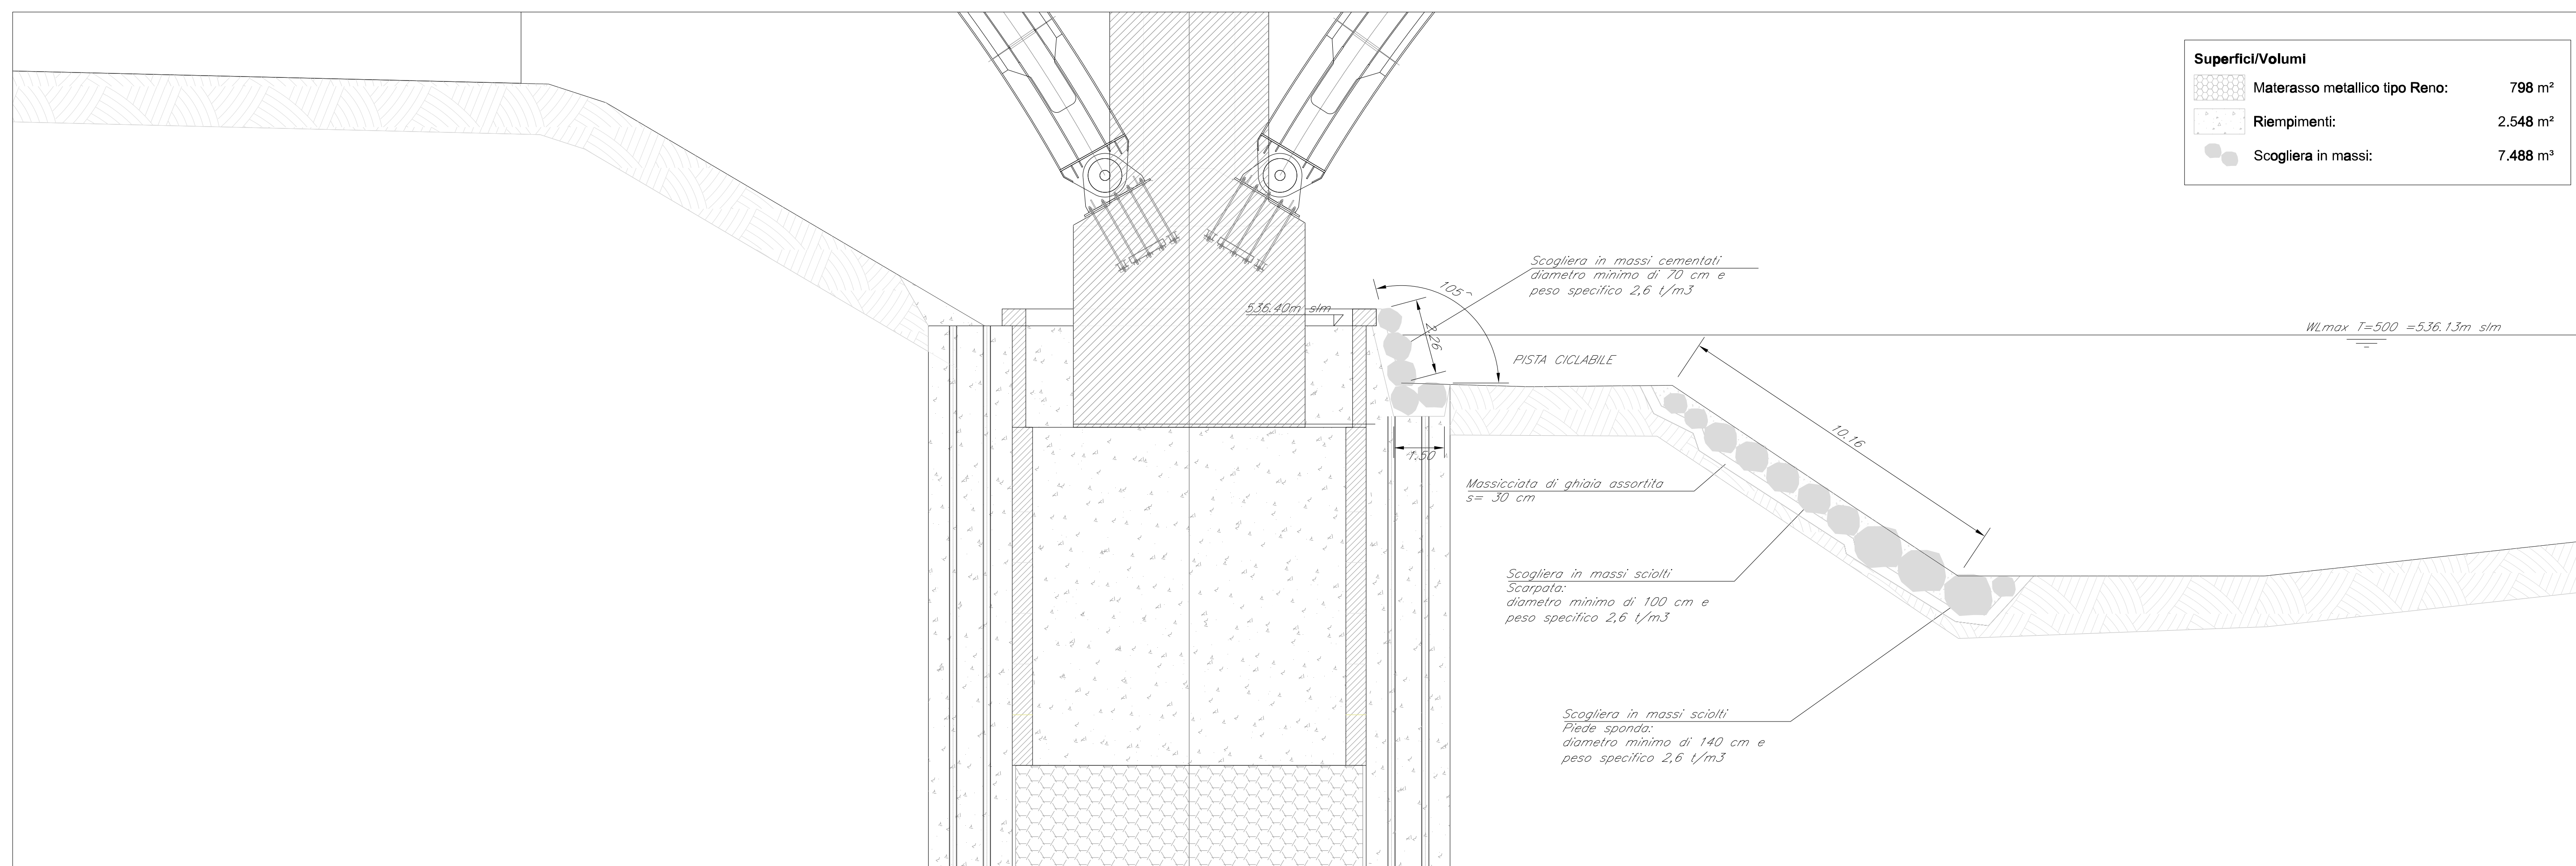 Superfici/Volumi
Materasso metallico tipo Reno: 798 m²
Riempimenti: 2.548 m²
Scogliera in massi: 7.488 m³
Scogliera in massi cementati
diametro minimo di 70 cm e
peso specifico 2,6 t/m3
105^
536.40m slm
2.26
WLmax T=500 =536.13m slm
PISTA CICLABILE
10.16
1.50
Massicciata di ghiaia assortita
s= 30 cm
Scogliera in massi sciolti
Scarpata:
diametro minimo di 100 cm e
peso specifico 2,6 t/m3
Scogliera in massi sciolti
Piede sponda:
diametro minimo di 140 cm e
peso specifico 2,6 t/m3